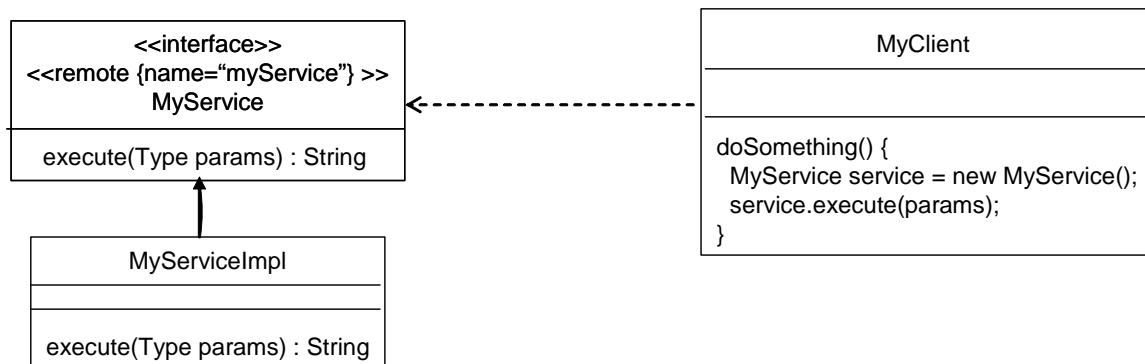 <<interface>>
<<remote {name=“myService”} >>
MyService
execute(Type params) : String
MyServiceImpl
execute(Type params) : String
MyClient
doSomething() {
MyService service = new MyService();
service.execute(params);
}